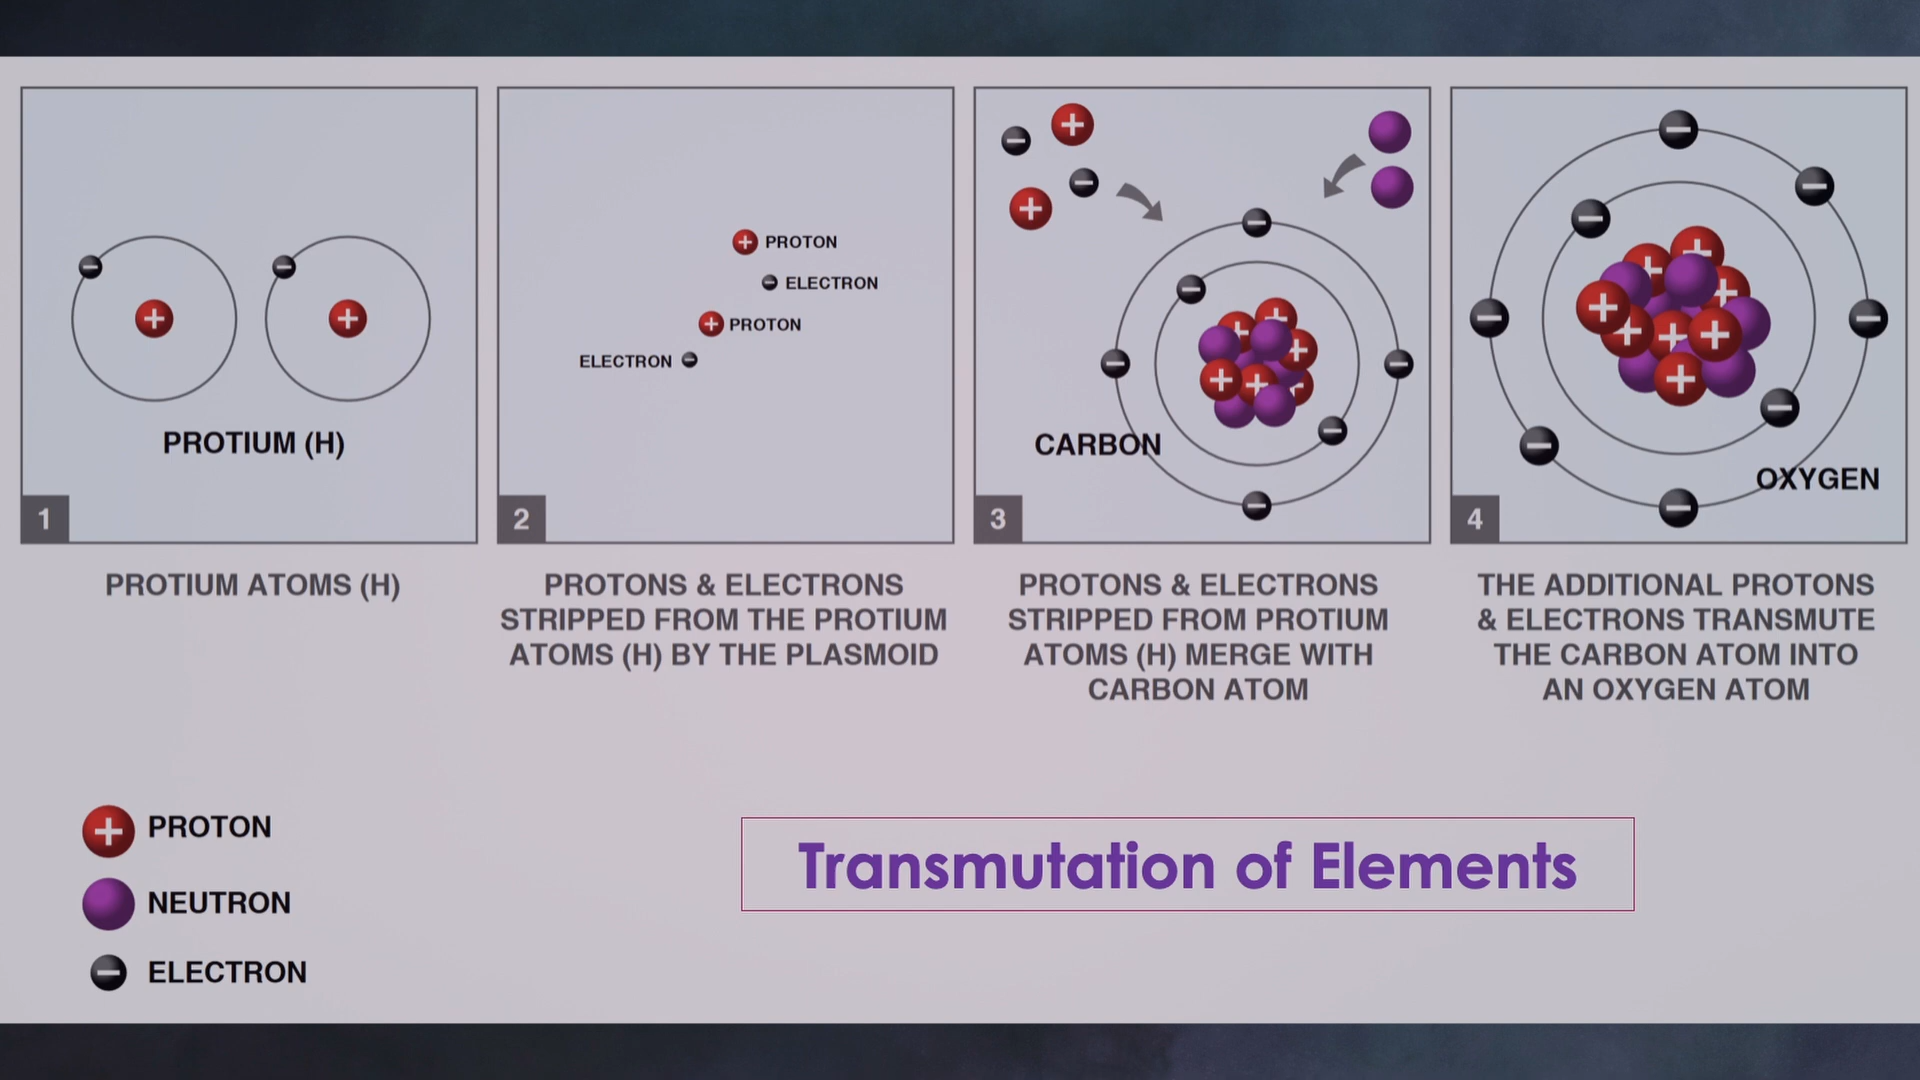 PROTIUM (H)
1
PROTIUM ATOMS (H)
PROTON
ELECTRON
PROTON
ELECTRON
2
PROTONS & ELECTRONS
STRIPPED FROM THE PROTIUM
ATOMS (H) BY THE PLASMOID
CARBON
3
PROTONS & ELECTRONS
STRIPPED FROM PROTIUM
ATOMS (H) MERGE WITH
CARBON ATOM
OXYGEN
4
THE ADDITIONAL PROTONS
& ELECTRONS TRANSMUTE
THE CARBON ATOM INTO
AN OXYGEN ATOM
PROTON
NEUTRON
ELECTRON
Transmutation of Elements